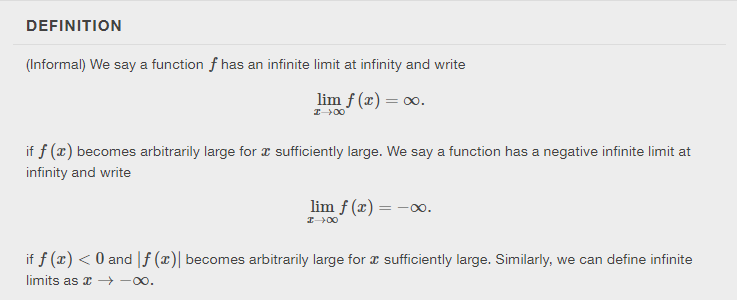 DEFINITION
(Informal) We say a function f has an infinite limit at infinity and write
lim f (x) = ∞.
x→∞
if f (x) becomes arbitrarily large for x sufficiently large. We say a function has a negative infinite limit at
infinity and write
lim f (x) = −∞.
x→∞
if f (x) < 0 and |f (x)| becomes arbitrarily large for x sufficiently large. Similarly, we can define infinite
limits as x → −∞.